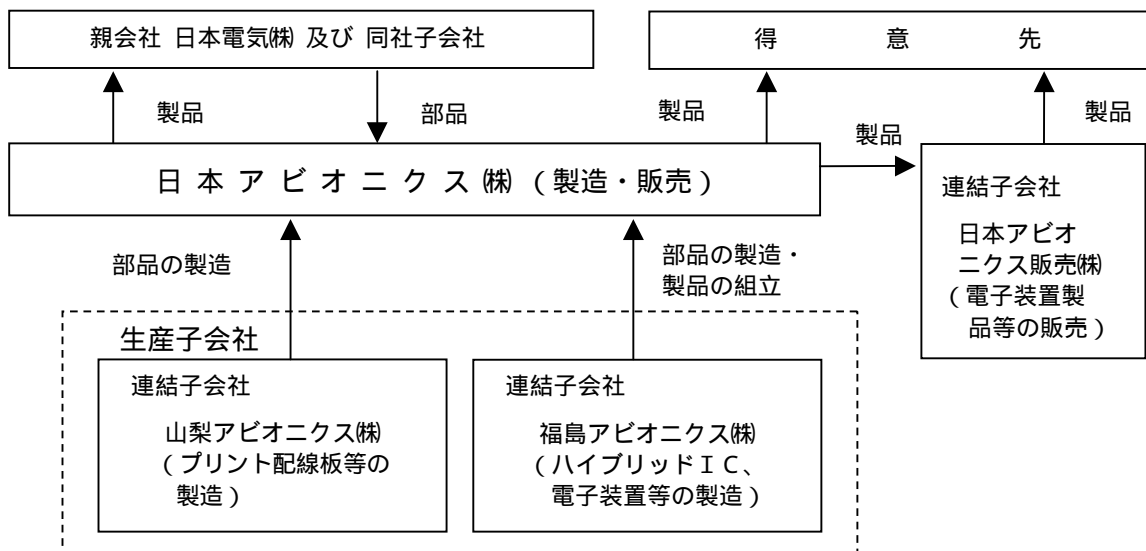 親会社 日本電気㈱ 及び 同社子会社
得 意 先
製品
部品
製品
製品
製品
日 本 ア ビ オ ニ ク ス ㈱ （ 製造・販売 ）
連結子会社
日本アビオ
ニクス販売㈱
（ 電子装置製
品等の販売 ）
部品の製造
部品の製造・
製品の組立
生産子会社
連結子会社
山梨アビオニクス㈱
（ プリント配線板等の
製造 ）
連結子会社
福島アビオニクス㈱
（ ハイブリッドＩＣ、
電子装置等の製造 ）